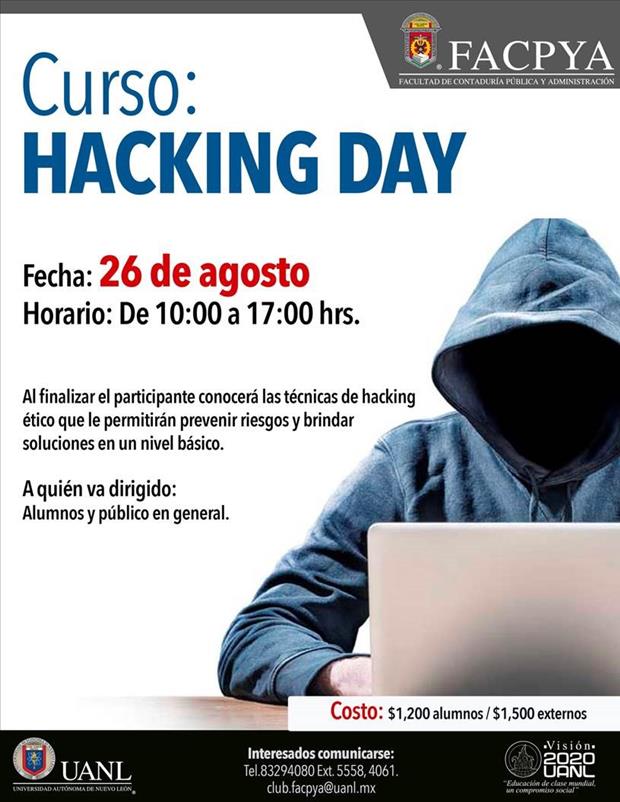 FACPYA
FACULTAD DE CONTADURÍA PÚBLICA Y ADMINISTRACIÓN
Curso:
HACKING DAY
Fecha: 26 de agosto
Horario: De 10:00 a 17:00 hrs.
Al finalizar el participante conocerá las técnicas de hacking
ético que le permitirán prevenir riesgos y brindar
soluciones en un nivel básico.
A quién va dirigido:
Alumnos y público en general.
Costo: $1,200 alumnos / $1,500 externos
UANL
UNIVERSIDAD AUTÓNOMA DE NUEVO LEÓN
Interesados comunicarse:
Tel.83294080 Ext. 5558, 4061.
club.facpya@uanl.mx
Visión
2020
UANL
"Educación de clase mundial,
un compromiso social"